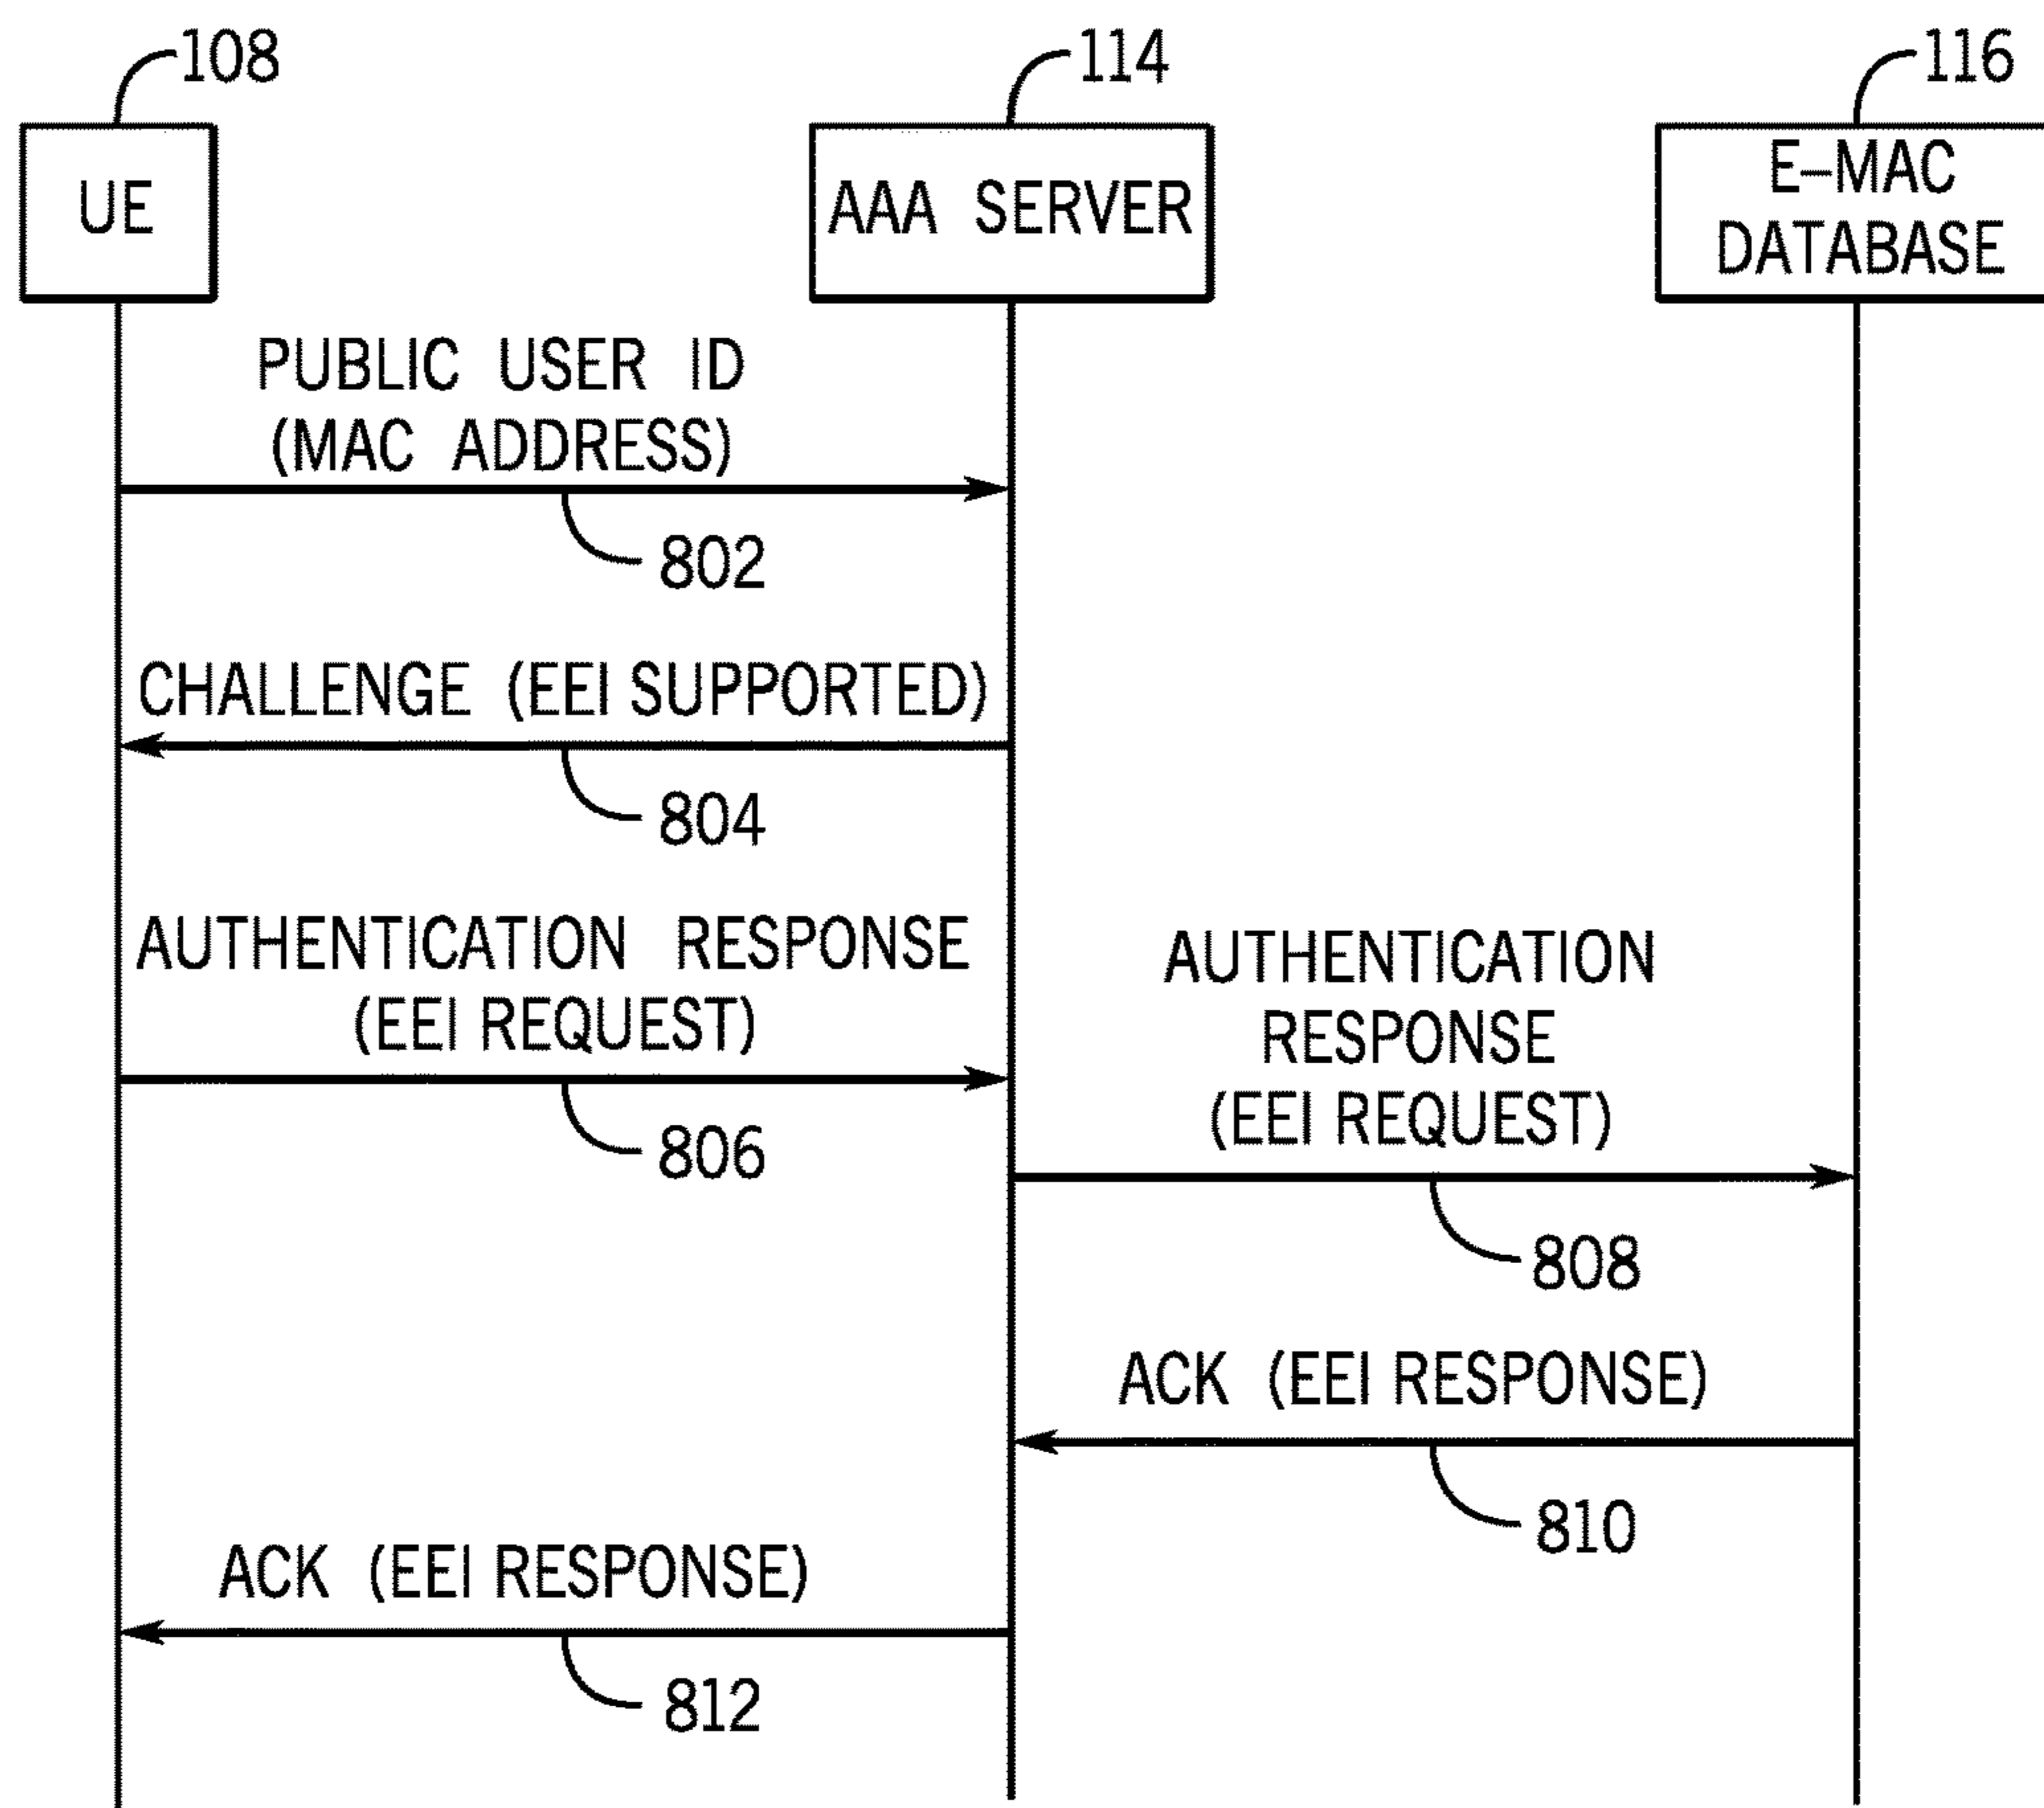 108
114
116
UE
AAA SERVER
E-MAC
DATABASE
PUBLIC USER ID
(MAC ADDRESS)
802
CHALLENGE (EEI SUPPORTED)
804
AUTHENTICATION RESPONSE
(EEI REQUEST)
806
AUTHENTICATION
RESPONSE
(EEI REQUEST)
808
ACK (EEI RESPONSE)
810
ACK (EEI RESPONSE)
812